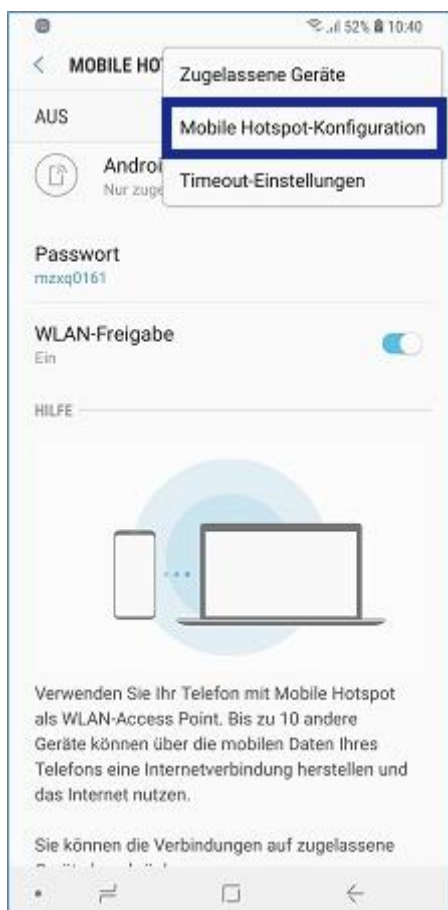 52% 10:40
MOBILE HO
Zugelassene Geräte
Mobile Hotspot-Konfiguration
Timeout-Einstellungen
AUS
Androi
Nur zuge
Passwort
mzxq0161
WLAN-Freigabe
Ein
HILFE
Verwenden Sie Ihr Telefon mit Mobile Hotspot
als WLAN-Access Point. Bis zu 10 andere
Geräte können über die mobilen Daten Ihres
Telefons eine Internetverbindung herstellen und
das Internet nutzen.
Sie können die Verbindungen auf zugelassene